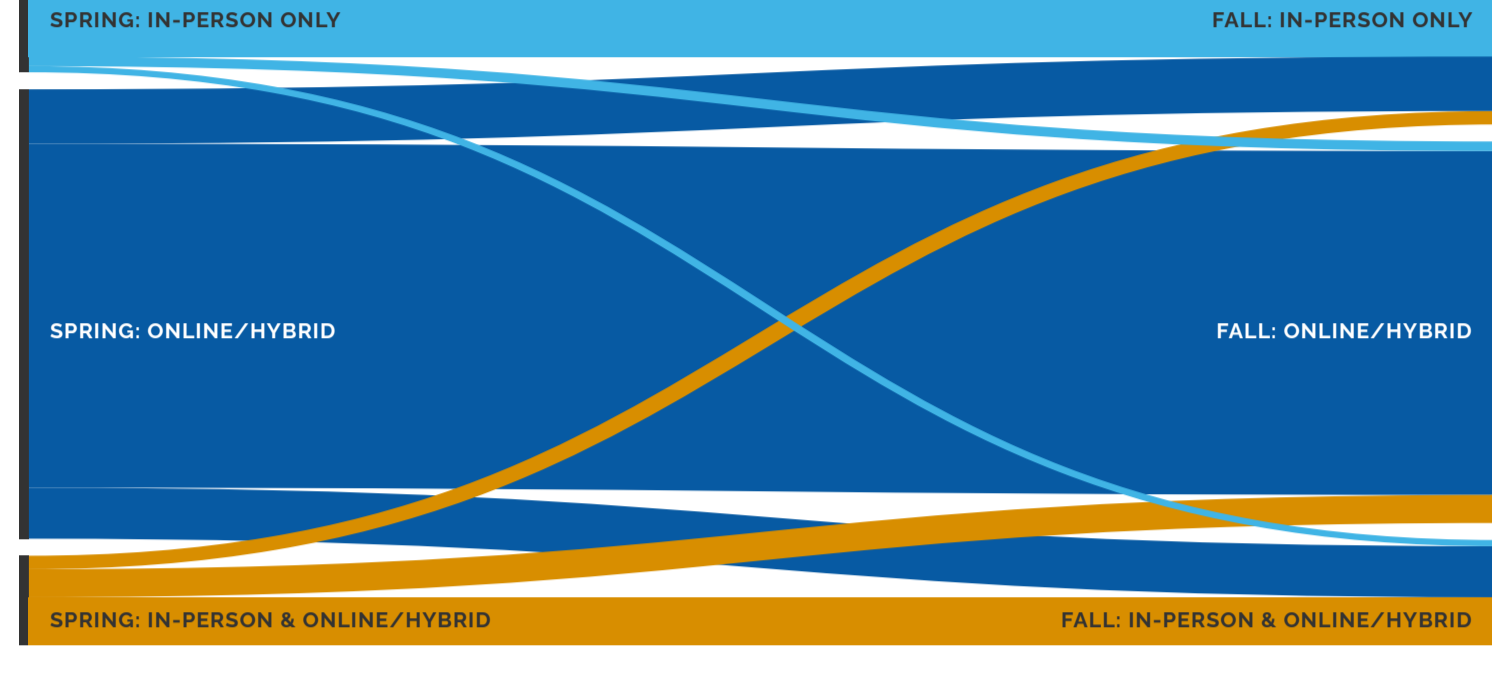 SPRING: IN-PERSON ONLY
FALL: IN-PERSON ONLY
SPRING: ONLINE/HYBRID
FALL: ONLINE/HYBRID
SPRING: IN-PERSON & ONLINE/HYBRID
FALL: IN-PERSON & ONLINE/HYBRID